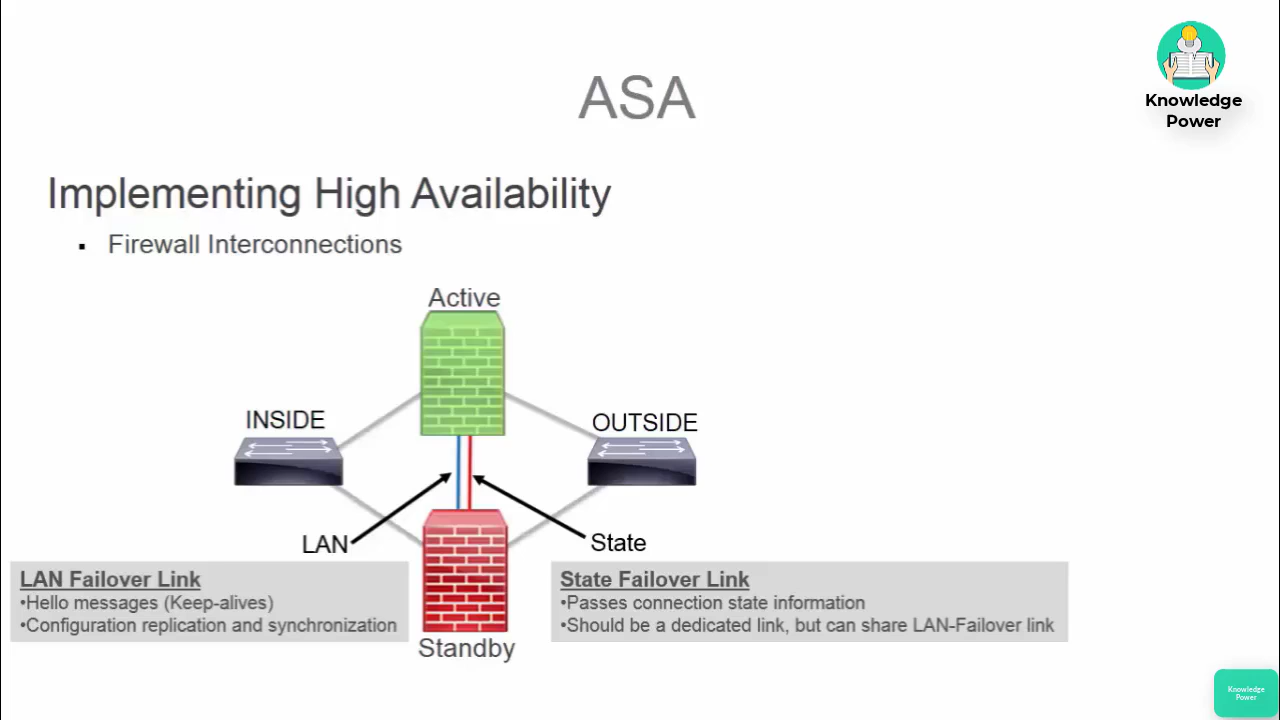 ASA
Knowledge
Power
Implementing High Availability
▪ Firewall Interconnections
Active
INSIDE
OUTSIDE
LAN
State
LAN Failover Link
•Hello messages (Keep-alives)
•Configuration replication and synchronization
State Failover Link
•Passes connection state information
•Should be a dedicated link, but can share LAN-Failover link
Standby
Knowledge
Power